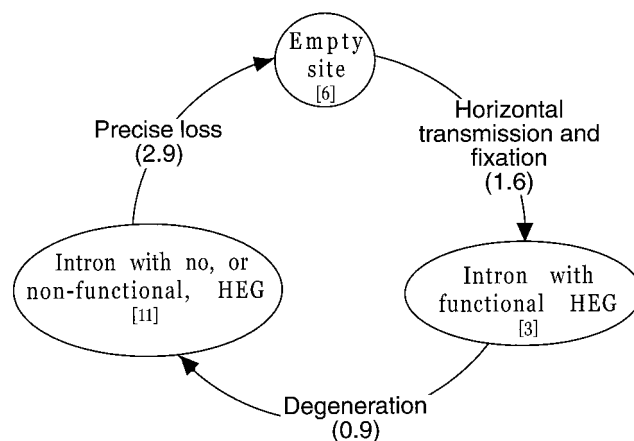 Empty
site
[6]
Horizontal
transmission and
fixation
(1.6)
Precise loss
(2.9)
Intron with no, or
non-functional, HEG
[11]
Intron with
functional HEG
[3]
Degeneration
(0.9)